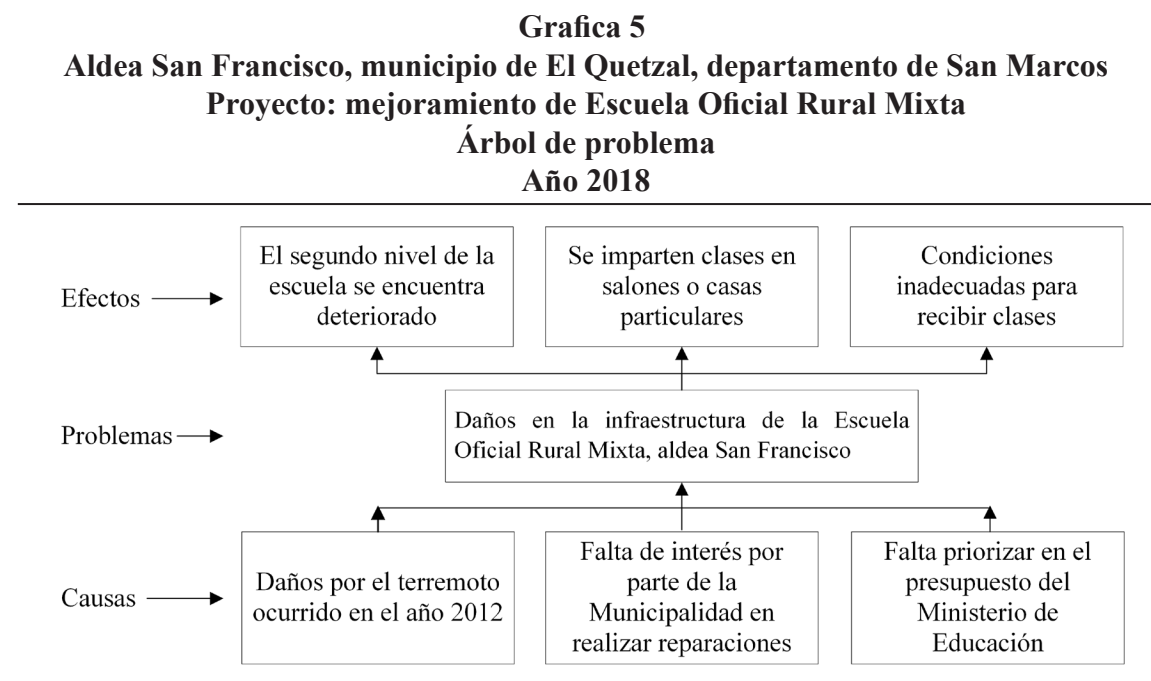 Grafica 5
Aldea San Francisco, municipio de El Quetzal, departamento de San Marcos
Proyecto: mejoramiento de Escuela Oficial Rural Mixta
Árbol de problema
Año 2018
Efectos
El segundo nivel de la
escuela se encuentra
deteriorado
Se imparten clases en
salones o casas
particulares
Condiciones
inadecuadas para
recibir clases
Problemas
Daños en la infraestructura de la Escuela
Oficial Rural Mixta, aldea San Francisco
Causas
Daños por el terremoto
ocurrido en el año 2012
Falta de interés por
parte de la
Municipalidad en
realizar reparaciones
Falta priorizar en el
presupuesto del
Ministerio de
Educación